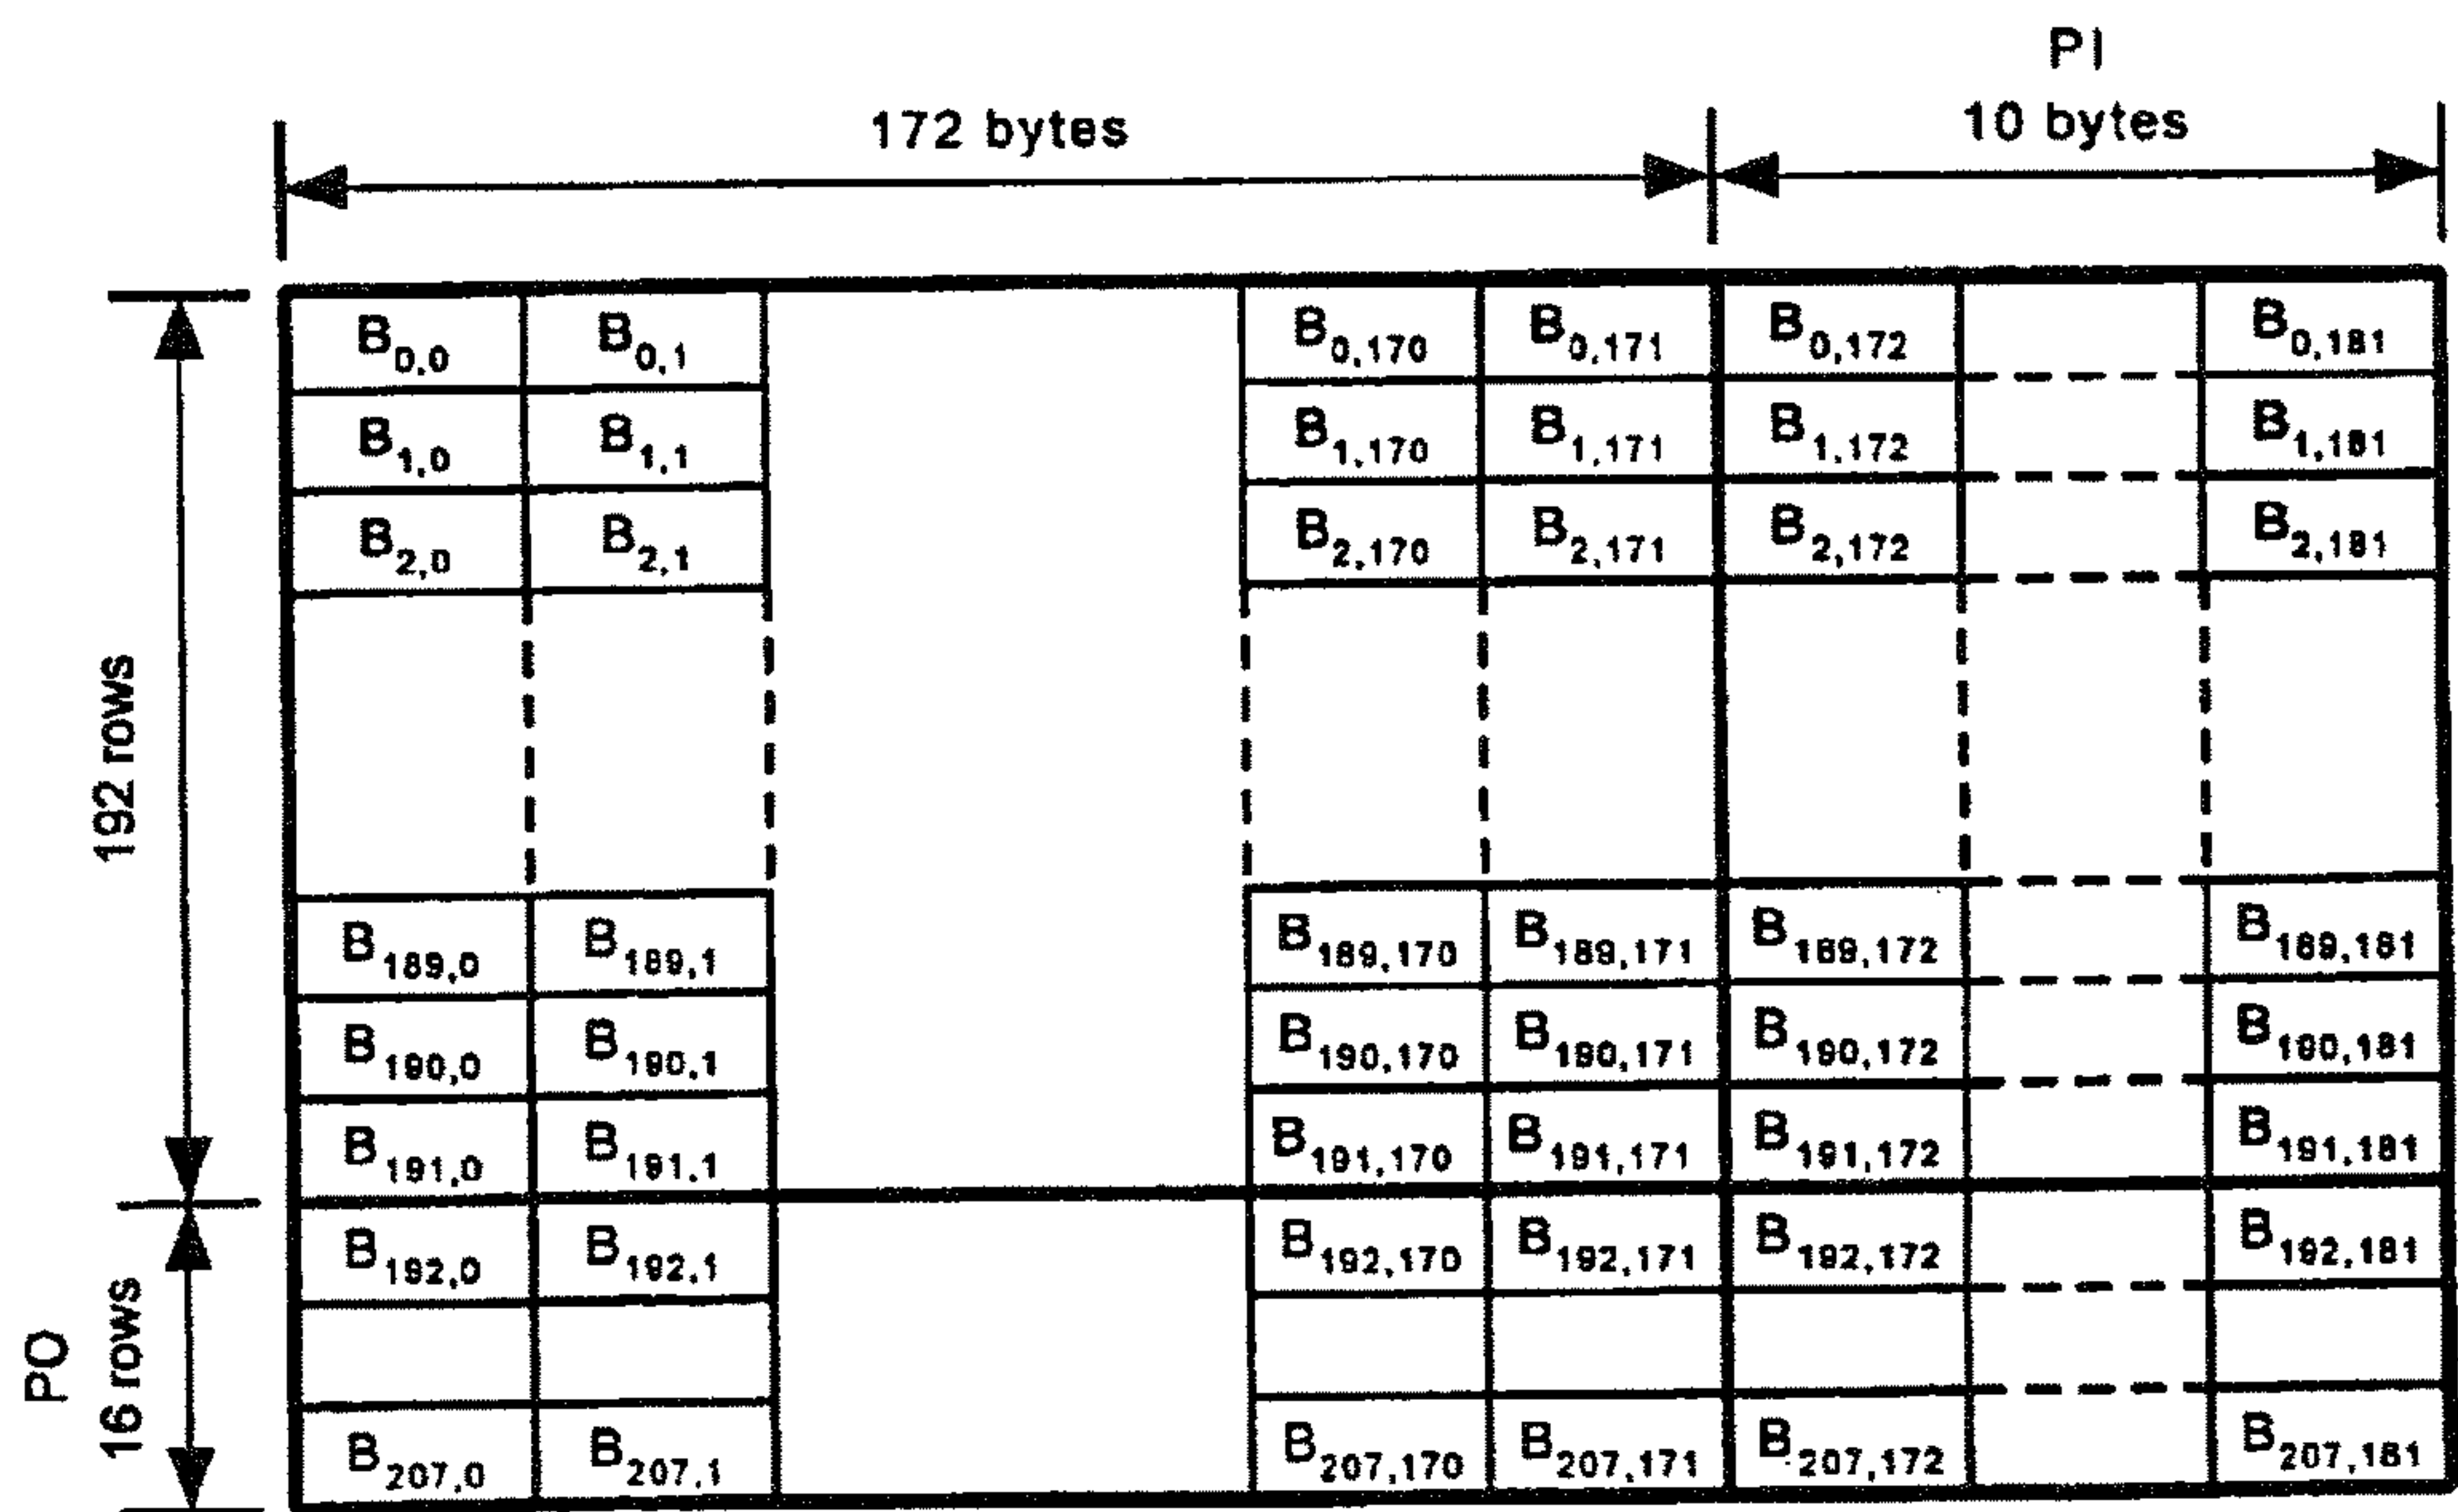 PI
172 bytes 10 bytes
B0,0 B0,1 B0,170 B0,171 B0,172 B0,181
B1,0 B1,1 B1,170 B1,171 B1,172 B1,181
B2,0 B2,1 B2,170 B2,171 B2,172 B2,181
192 rows
B189,0 B189,1 B189,170 B189,171 B189,172 B189,181
B190,0 B190,1 B190,170 B190,171 B190,172 B190,181
B191,0 B191,1 B191,170 B191,171 B191,172 B191,181
B192,0 B192,1 B192,170 B192,171 B192,172 B192,181
PO
16 rows
B207,0 B207,1 B207,170 B207,171 B207,172 B207,181